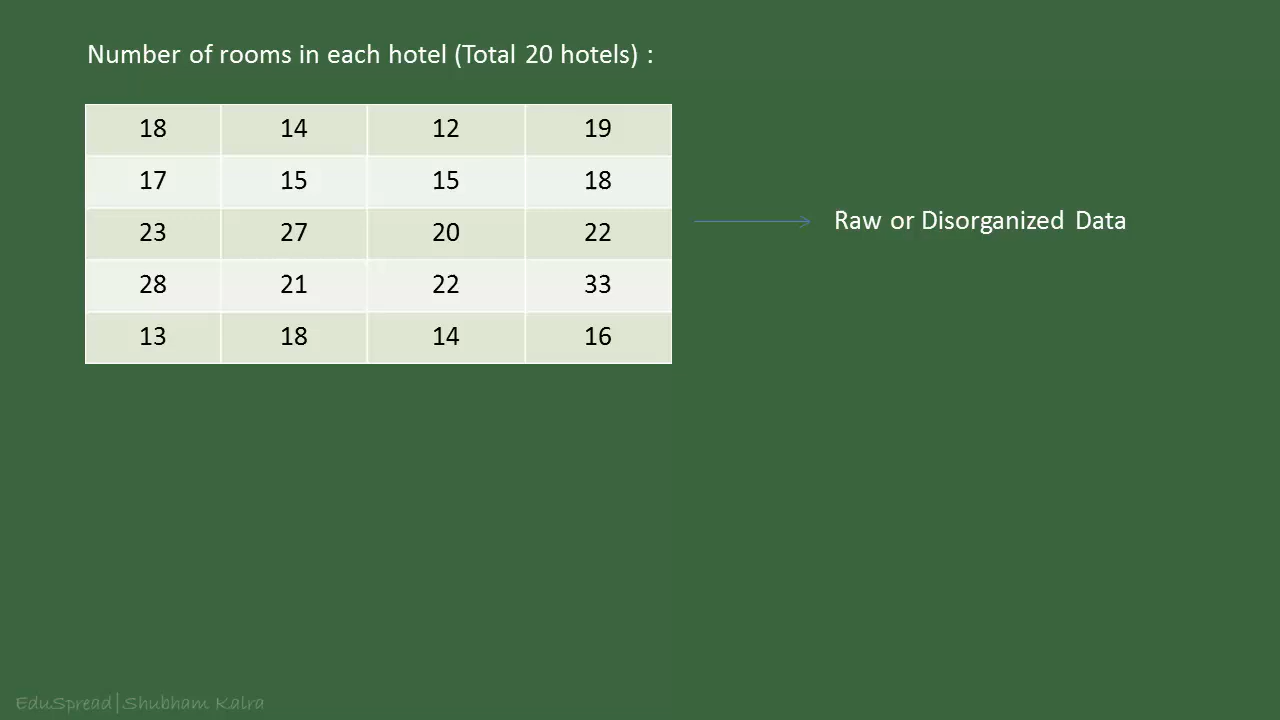 Number of rooms in each hotel (Total 20 hotels) :
18 14 12 19
17 15 15 18
23 27 20 22
28 21 22 33
13 18 14 16
Raw or Disorganized Data
EduSpread|Shubham Kalra